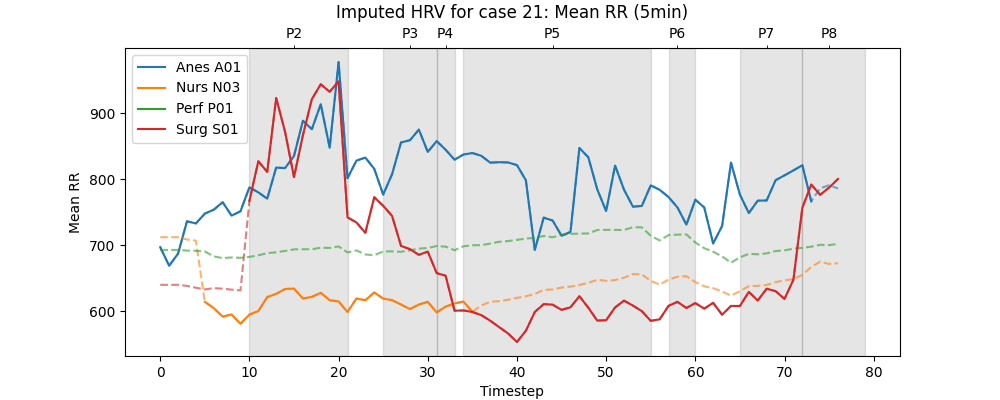 Imputed HRV for case 21: Mean RR (5min)
P2 P3 P4 P5 P6 P7 P8
Anes A01
Nurs N03
Perf P01
Surg S01
900
800
700
600
Mean RR
0 10 20 30 40 50 60 70 80
Timestep